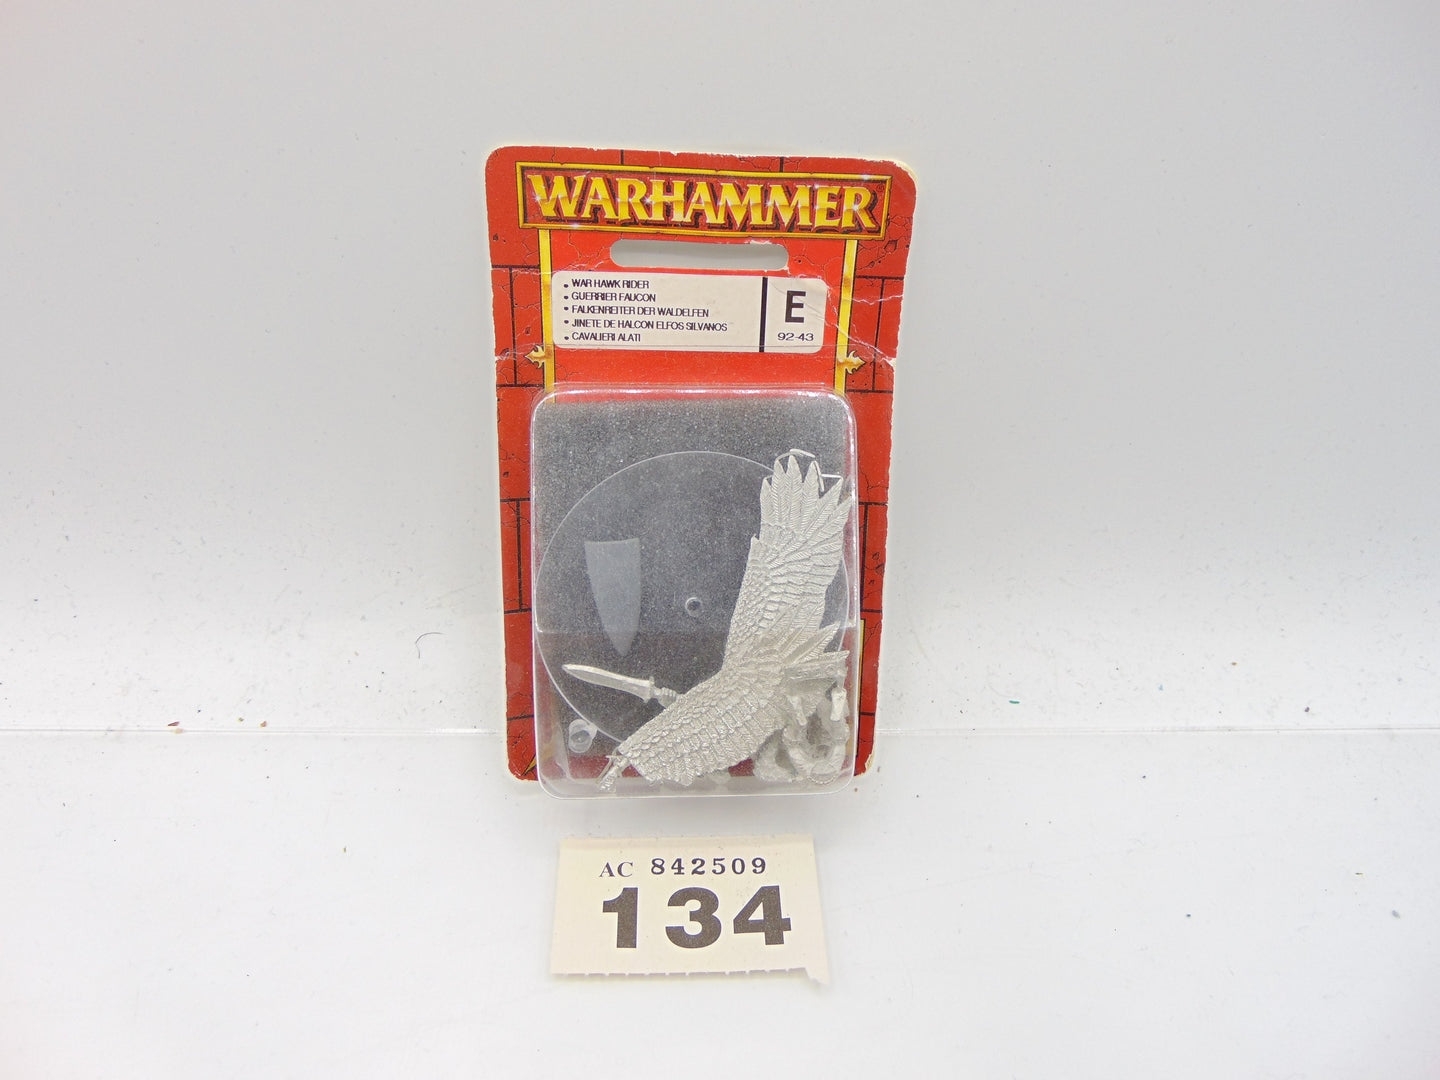 WARHAMMER
WAR HAWK RIDER
GUERRIER FAUCON
FALKENREITER DER WALDELFEN
JINETE DE HALCON ELFOS SILVANOS
CAVALIERI ALATI
E
92-43
AC 842509
134